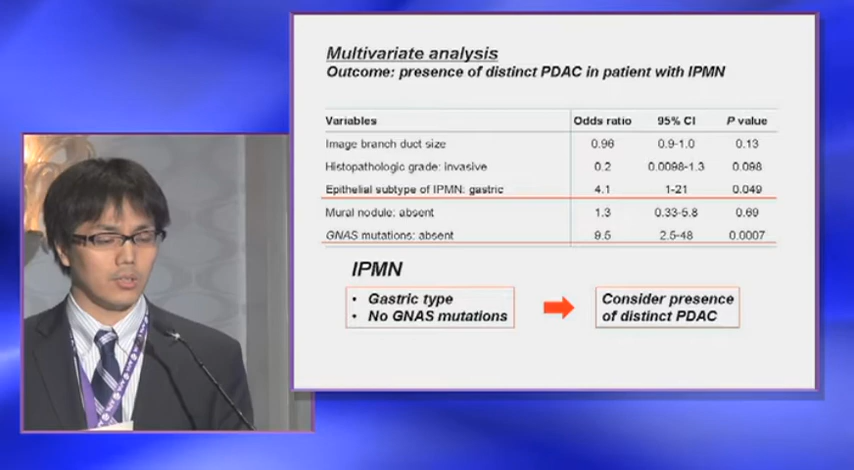 Multivariate analysis
Outcome: presence of distinct PDAC in patient with IPMN
Variables Odds ratio 95% CI P value
Image branch duct size 0.96 0.9-1.0 0.13
Histopathologic grade: invasive 0.2 0.0098-1.3 0.098
Epithelial subtype of IPMN: gastric 4.1 1-21 0.049
Mural nodule: absent 1.3 0.33-5.8 0.69
GNAS mutations: absent 9.5 2.5-48 0.0007
IPMN
• Gastric type
• No GNAS mutations
Consider presence
of distinct PDAC